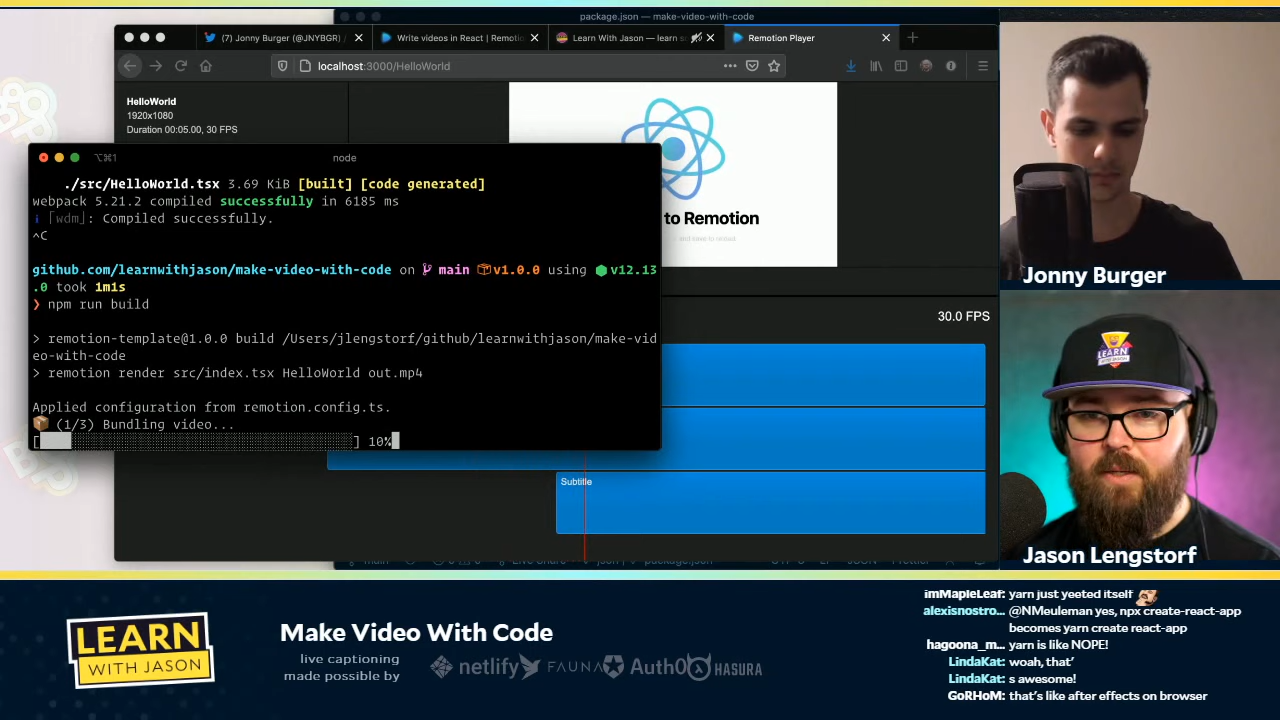 package.json — make-video-with-code
(7) Jonny Burger (@JNYBGR) /
Write videos in React | Remoti
Learn With Jason — learn s
Remotion Player
localhost:3000/HelloWorld
HelloWorld
1920x1080
Duration 00:05.00, 30 FPS
to Remotion
and save to reload.
30.0 FPS
Subtitle
⌥⌘1
node
./src/HelloWorld.tsx 3.69 KiB [built] [code generated]
webpack 5.21.2 compiled successfully in 6185 ms
i ｢wdm｣: Compiled successfully.
^C
github.com/learnwithjason/make-video-with-code on main v1.0.0 using v12.13
.0 took 1m1s
❯ npm run build
> remotion-template@1.0.0 build /Users/jlengstorf/github/learnwithjason/make-vid
eo-with-code
> remotion render src/index.tsx HelloWorld out.mp4
Applied configuration from remotion.config.ts.
📦 (1/3) Bundling video...
[ ] 10%
Jonny Burger
LEARN
Jason Lengstorf
LEARN
WITH JASON
Make Video With Code
live captioning
made possible by
netlify
FAUNA
Auth0
HASURA
imMapleLeaf: yarn just yeeted itself
alexisnostro... @NMeuleman yes, npx create-react-app
becomes yarn create react-app
hagoona_m... yarn is like NOPE!
LindaKat: woah, that'
LindaKat: s awesome!
GoRHoM: that's like after effects on browser